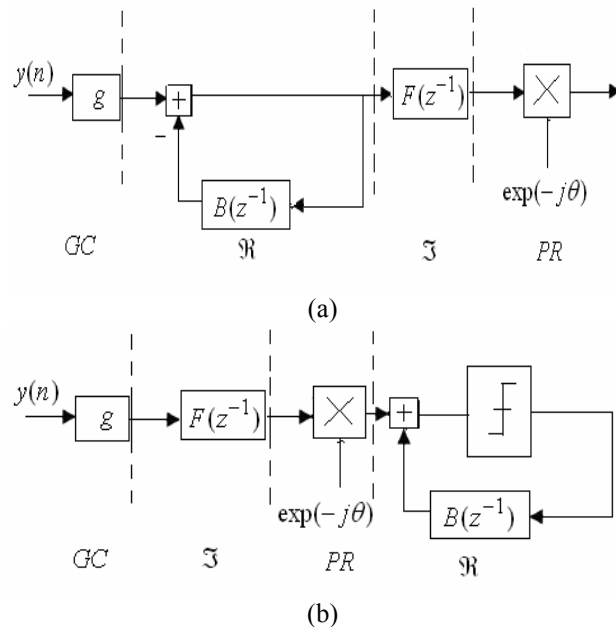 y(n)
g
+
−
F(z⁻¹)
B(z⁻¹)
exp(−jθ)
GC
ℜ
ℑ
PR
(a)
y(n)
g
F(z⁻¹)
+
exp(−jθ)
B(z⁻¹)
GC
ℑ
PR
ℜ
(b)